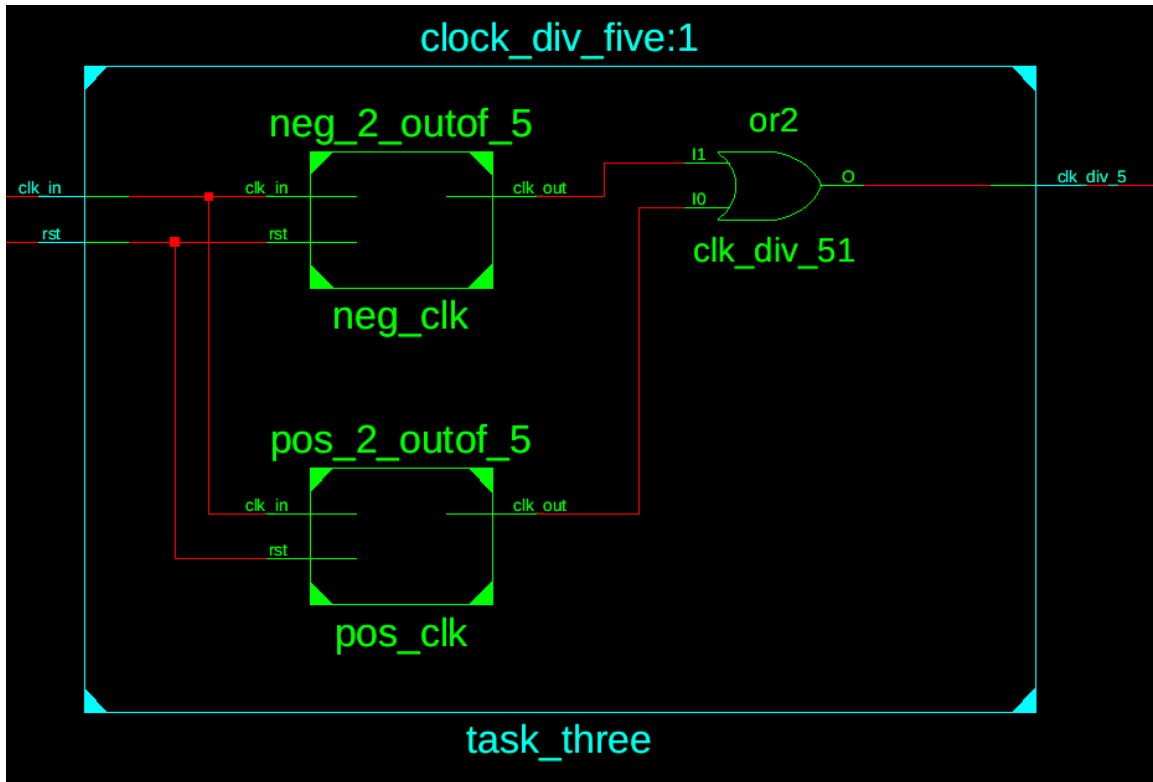 clock_div_five:1
neg_2_outof_5
or2
clk_in
clk_in
clk_out
I1
I0
O
clk_div_5
rst
rst
clk_div_51
neg_clk
pos_2_outof_5
clk_in
clk_out
rst
pos_clk
task_three